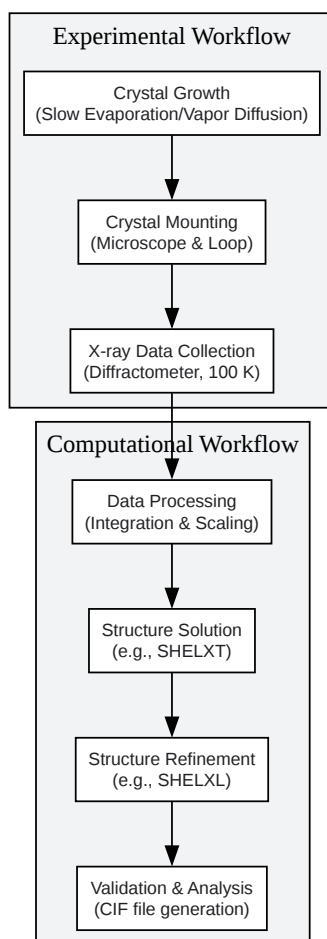 Experimental Workflow
Crystal Growth
(Slow Evaporation/Vapor Diffusion)
Crystal Mounting
(Microscope & Loop)
X-ray Data Collection
(Diffractometer, 100 K)
Computational Workflow
Data Processing
(Integration & Scaling)
Structure Solution
(e.g., SHELXT)
Structure Refinement
(e.g., SHELXL)
Validation & Analysis
(CIF file generation)